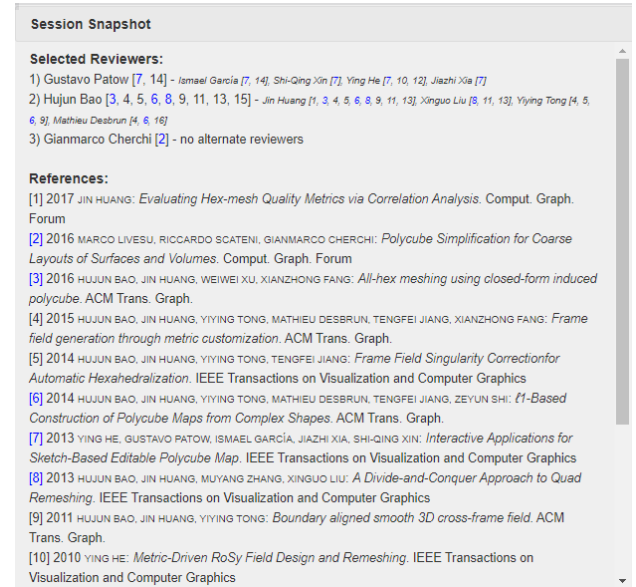 Session Snapshot
Selected Reviewers:
1) Gustavo Patow [7, 14] - Ismael García [7, 14], Shi-Qing Xin [7], Ying He [7, 10, 12], Jiazhi Xia [7]
2) Hujun Bao [3, 4, 5, 6, 8, 9, 11, 13, 15] - Jin Huang [1, 3, 4, 5, 6, 8, 9, 11, 13], Xinguo Liu [8, 11, 13], Yiying Tong [4, 5,
6, 9], Mathieu Desbrun [4, 6, 16]
3) Gianmarco Cherchi [2] - no alternate reviewers
References:
[1] 2017 JIN HUANG: Evaluating Hex-mesh Quality Metrics via Correlation Analysis. Comput. Graph.
Forum
[2] 2016 MARCO LIVESU, RICCARDO SCATENI, GIANMARCO CHERCHI: Polycube Simplification for Coarse
Layouts of Surfaces and Volumes. Comput. Graph. Forum
[3] 2016 HUJUN BAO, JIN HUANG, WEIWEI XU, XIANZHONG FANG: All-hex meshing using closed-form induced
polycube. ACM Trans. Graph.
[4] 2015 HUJUN BAO, JIN HUANG, YIYING TONG, MATHIEU DESBRUN, TENGFEI JIANG, XIANZHONG FANG: Frame
field generation through metric customization. ACM Trans. Graph.
[5] 2014 HUJUN BAO, JIN HUANG, YIYING TONG, TENGFEI JIANG: Frame Field Singularity Correctionfor
Automatic Hexahedralization. IEEE Transactions on Visualization and Computer Graphics
[6] 2014 HUJUN BAO, JIN HUANG, YIYING TONG, MATHIEU DESBRUN, TENGFEI JIANG, ZEYUN SHI: ℓ1-Based
Construction of Polycube Maps from Complex Shapes. ACM Trans. Graph.
[7] 2013 YING HE, GUSTAVO PATOW, ISMAEL GARCÍA, JIAZHI XIA, SHI-QING XIN: Interactive Applications for
Sketch-Based Editable Polycube Map. IEEE Transactions on Visualization and Computer Graphics
[8] 2013 HUJUN BAO, JIN HUANG, MUYANG ZHANG, XINGUO LIU: A Divide-and-Conquer Approach to Quad
Remeshing. IEEE Transactions on Visualization and Computer Graphics
[9] 2011 HUJUN BAO, JIN HUANG, YIYING TONG: Boundary aligned smooth 3D cross-frame field. ACM
Trans. Graph.
[10] 2010 YING HE: Metric-Driven RoSy Field Design and Remeshing. IEEE Transactions on
Visualization and Computer Graphics